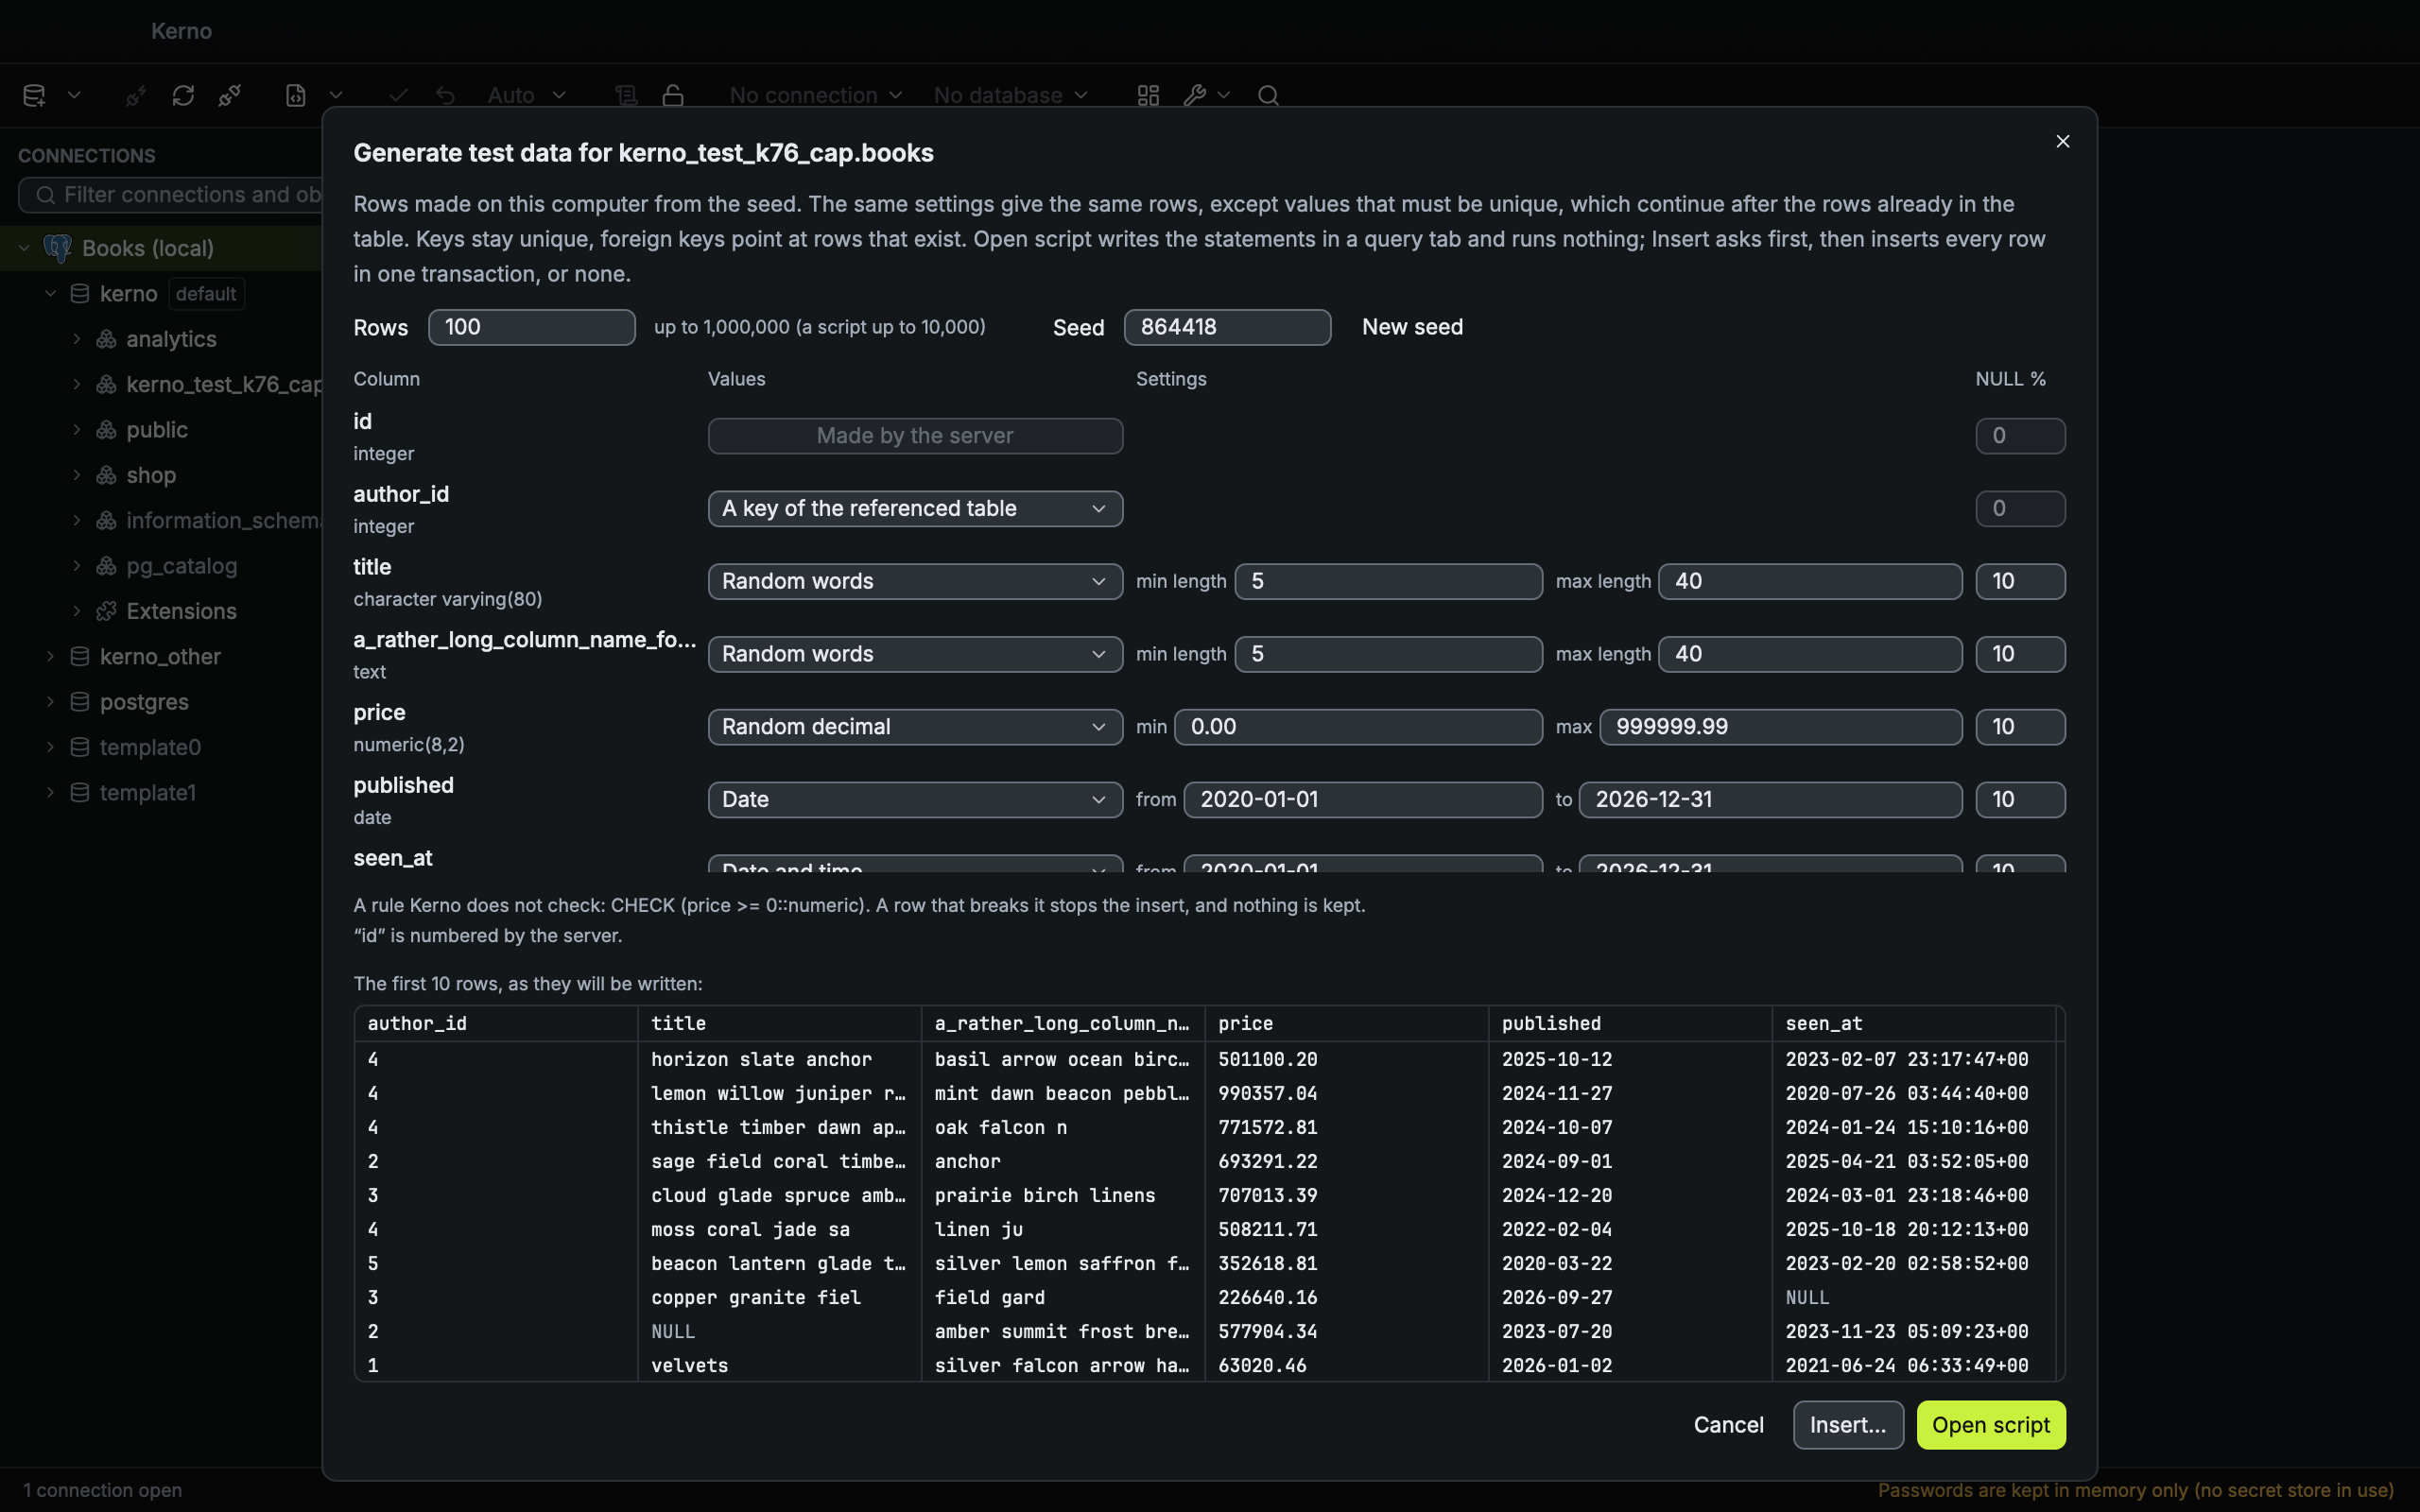 Kerno
Auto
No connection
No database
CONNECTIONS
Filter connections and ob
Books (local)
kerno default
analytics
kerno_test_k76_cap
public
shop
information_schema
pg_catalog
Extensions
kerno_other
postgres
template0
template1
Generate test data for kerno_test_k76_cap.books
Rows made on this computer from the seed. The same settings give the same rows, except values that must be unique, which continue after the rows already in the
table. Keys stay unique, foreign keys point at rows that exist. Open script writes the statements in a query tab and runs nothing; Insert asks first, then inserts every row
in one transaction, or none.
Rows 100 up to 1,000,000 (a script up to 10,000) Seed 864418 New seed
Column Values Settings NULL %
id
integer
Made by the server 0
author_id
integer
A key of the referenced table 0
title
character varying(80)
Random words min length 5 max length 40 10
a_rather_long_column_name_fo...
text
Random words min length 5 max length 40 10
price
numeric(8,2)
Random decimal min 0.00 max 999999.99 10
published
date
Date from 2020-01-01 to 2026-12-31 10
seen_at
Date and time from 2020-01-01 to 2026-12-31 10
A rule Kerno does not check: CHECK (price >= 0::numeric). A row that breaks it stops the insert, and nothing is kept.
“id” is numbered by the server.
The first 10 rows, as they will be written:
author_id title a_rather_long_column_n… price published seen_at
4 horizon slate anchor basil arrow ocean birc… 501100.20 2025-10-12 2023-02-07 23:17:47+00
4 lemon willow juniper r… mint dawn beacon pebbl… 990357.04 2024-11-27 2020-07-26 03:44:40+00
4 thistle timber dawn ap… oak falcon n 771572.81 2024-10-07 2024-01-24 15:10:16+00
2 sage field coral timbe… anchor 693291.22 2024-09-01 2025-04-21 03:52:05+00
3 cloud glade spruce amb… prairie birch linens 707013.39 2024-12-20 2024-03-01 23:18:46+00
4 moss coral jade sa linen ju 508211.71 2022-02-04 2025-10-18 20:12:13+00
5 beacon lantern glade t… silver lemon saffron f… 352618.81 2020-03-22 2023-02-20 02:58:52+00
3 copper granite fiel field gard 226640.16 2026-09-27 NULL
2 NULL amber summit frost bre… 577904.34 2023-07-20 2023-11-23 05:09:23+00
1 velvets silver falcon arrow ha… 63020.46 2026-01-02 2021-06-24 06:33:49+00
Cancel Insert... Open script
1 connection open
Passwords are kept in memory only (no secret store in use)